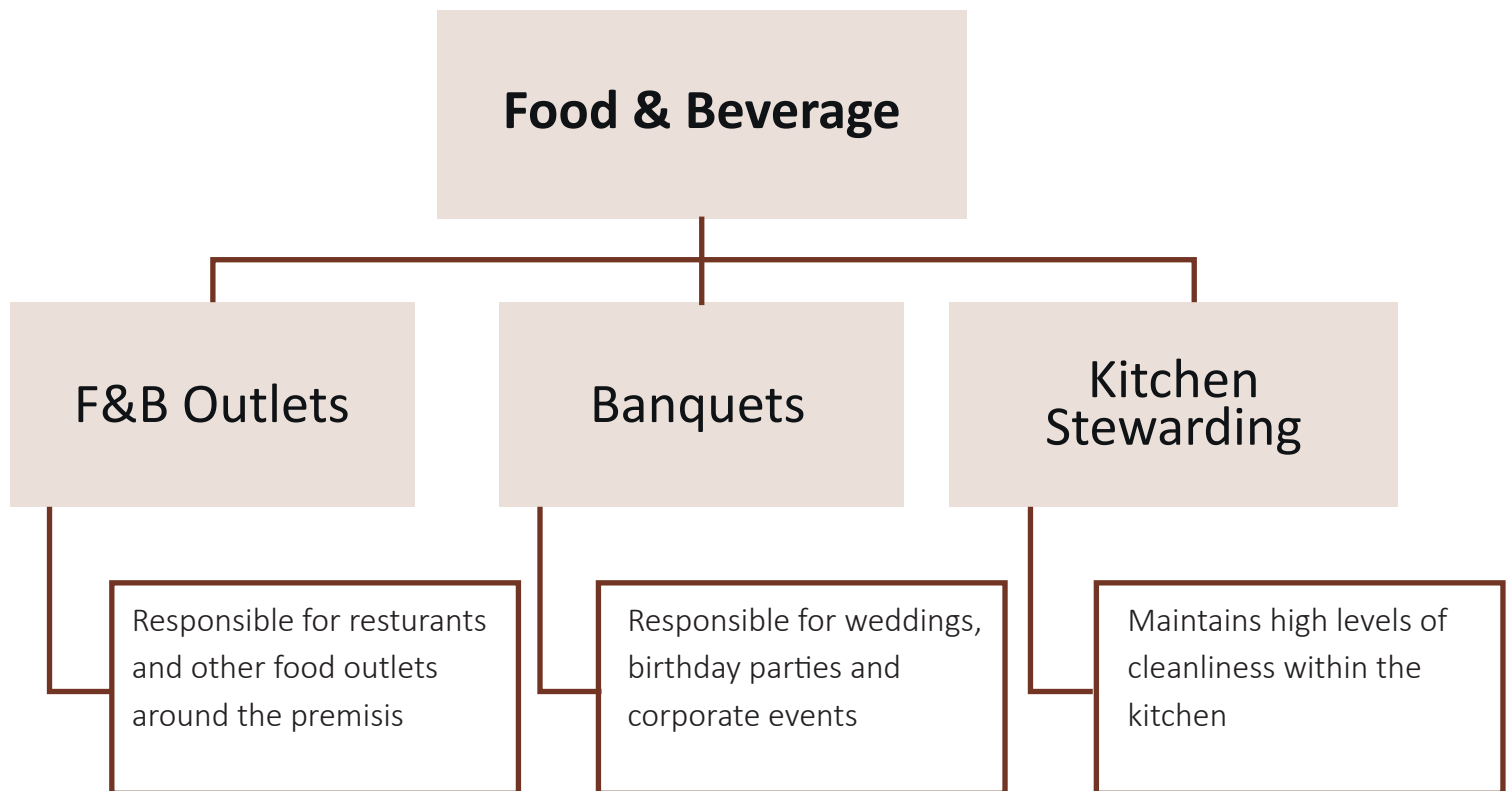 Food & Beverage
F&B Outlets
Banquets
Kitchen
Stewarding
Responsible for resturants
and other food outlets
around the premisis
Responsible for weddings,
birthday parties and
corporate events
Maintains high levels of
cleanliness within the
kitchen